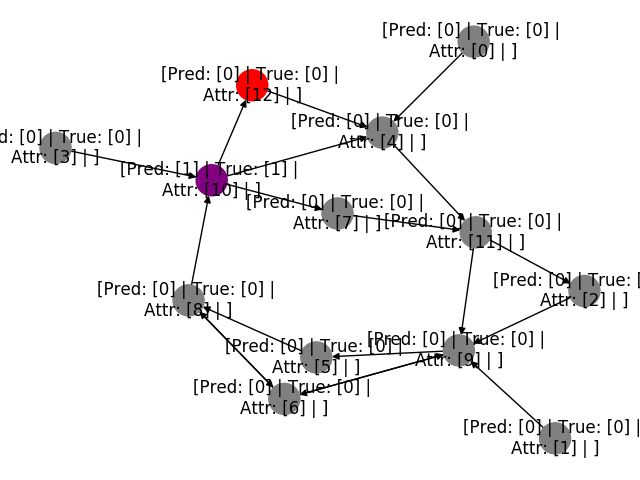 [Pred: [0] | True: [0] |
Attr: [0] | ]
[Pred: [0] | True: [0] |
Attr: [12] | ]
[Pred: [0] | True: [0] |
Attr: [4] | ]
d: [0] | True: [0] |
Attr: [3] | ]
[Pred: [1] | True: [1] |
Attr: [10] | ]
[Pred: [0] | True: [0] |
Attr: [7] | ]
[Pred: [0] | True: [0] |
Attr: [11] | ]
[Pred: [0] | True: [
Attr: [2] | ]
[Pred: [0] | True: [0] |
Attr: [8] | ]
[Pred: [0] | True: [0] |
Attr: [5] | ]
[Pred: [0] | True: [0] |
Attr: [9] | ]
[Pred: [0] | True: [0] |
Attr: [6] | ]
[Pred: [0] | True: [0] |
Attr: [1] | ]